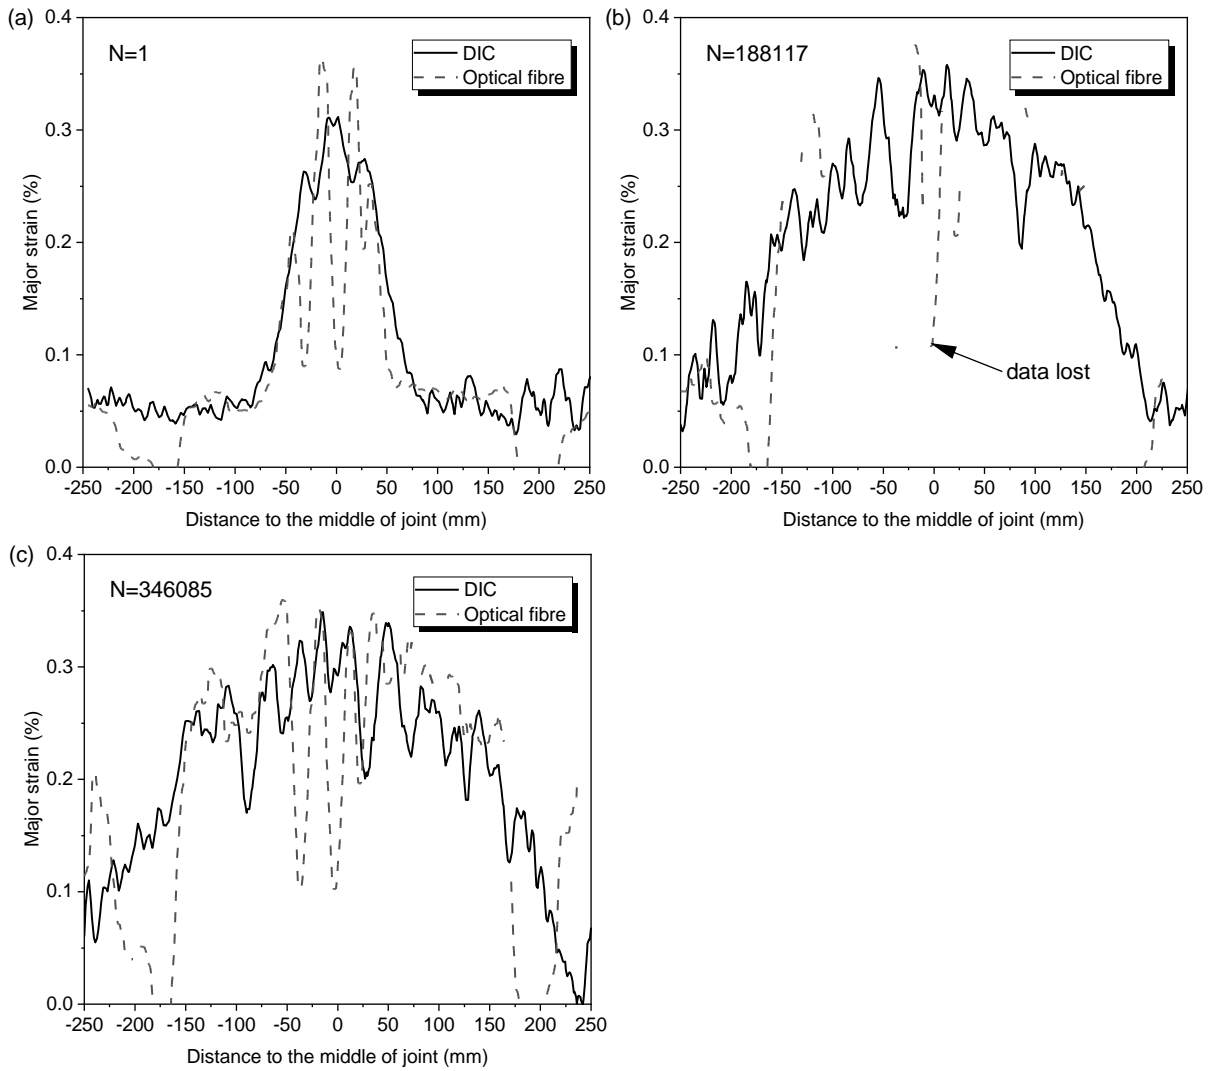 (a)
0.4
0.3
0.2
0.1
0.0
Major strain (%)
N=1
DIC
Optical fibre
-250 -200 -150 -100 -50 0 50 100 150 200 250
Distance to the middle of joint (mm)
(b)
0.4
0.3
0.2
0.1
0.0
Major strain (%)
N=188117
DIC
Optical fibre
data lost
-250 -200 -150 -100 -50 0 50 100 150 200 250
Distance to the middle of joint (mm)
(c)
0.4
0.3
0.2
0.1
0.0
Major strain (%)
N=346085
DIC
Optical fibre
-250 -200 -150 -100 -50 0 50 100 150 200 250
Distance to the middle of joint (mm)